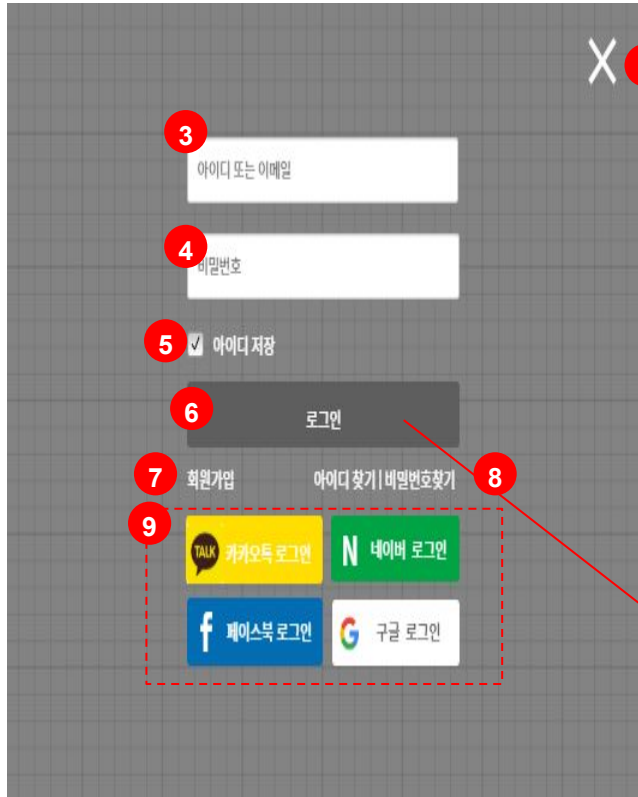 X
3
아이디 또는 이메일
4
비밀번호
5 ✓ 아이디 저장
6 로그인
7 회원가입 아이디 찾기 | 비밀번호찾기 8
9
TALK 카카오톡 로그인 N 네이버 로그인
f 페이스북 로그인 G 구글 로그인